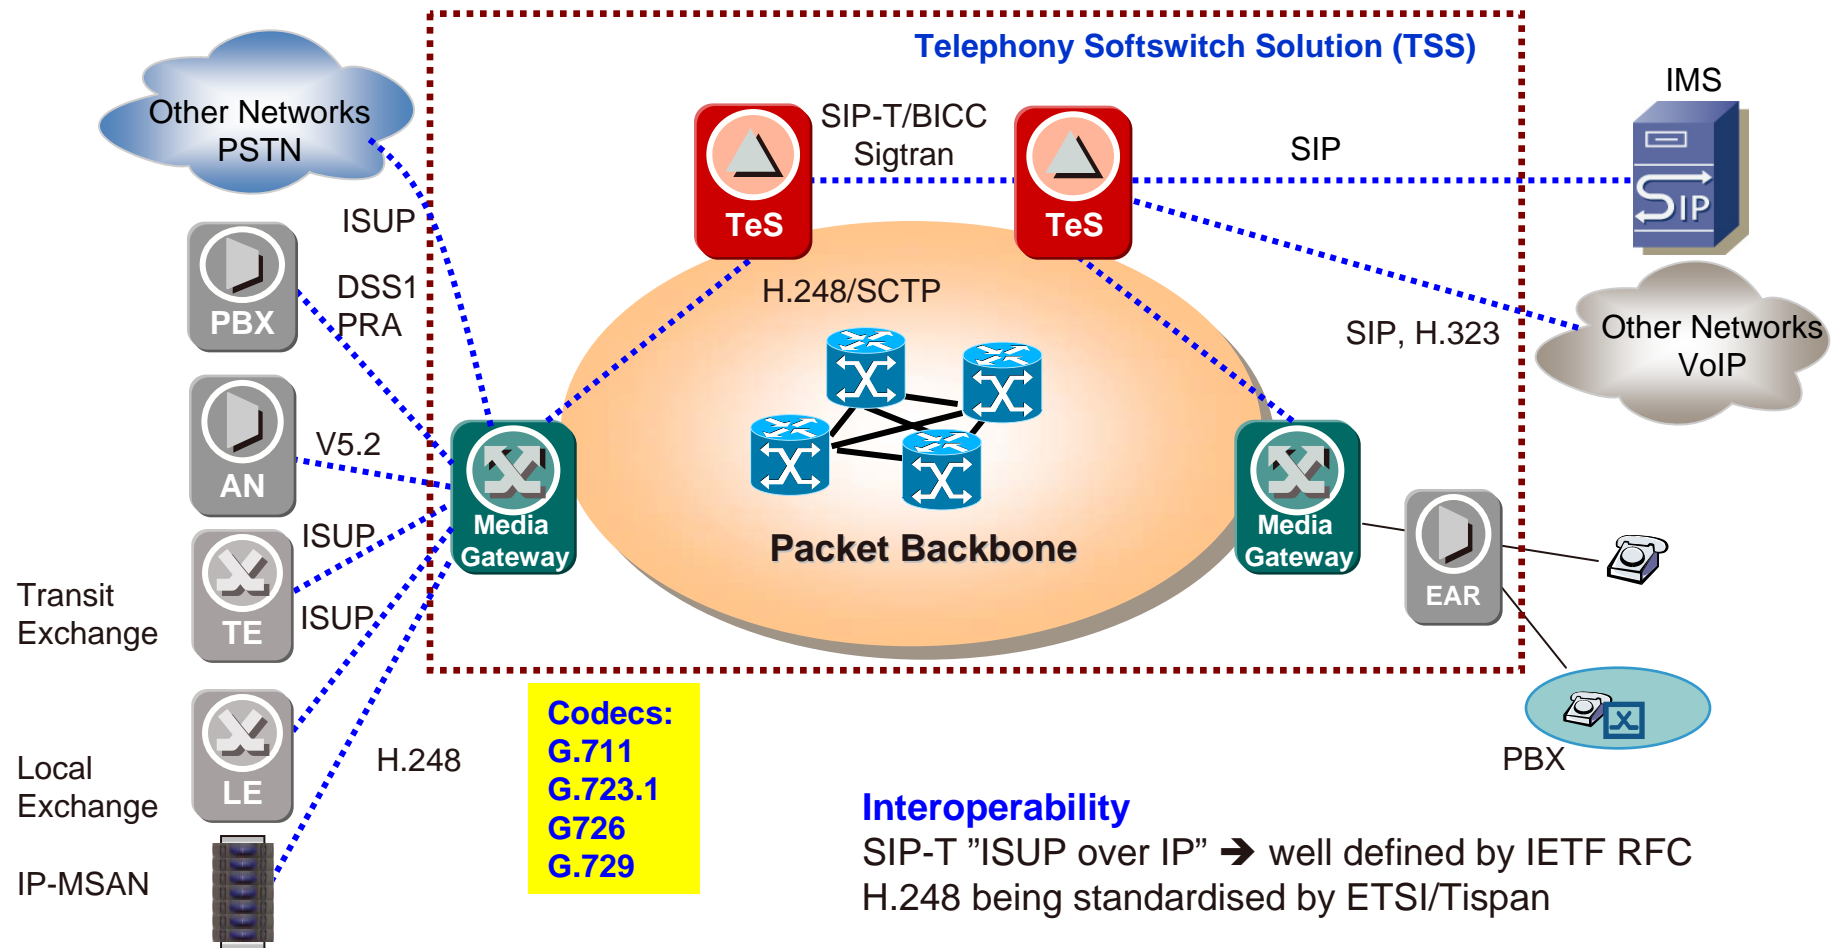 Telephony Softswitch Solution (TSS)
Other Networks
PSTN
IMS
SIP-T/BICC
Sigtran
SIP
TeS
TeS
SIP
ISUP
PBX
DSS1
PRA
H.248/SCTP
SIP, H.323
Other Networks
VoIP
AN
V5.2
Media
Gateway
Packet Backbone
Media
Gateway
EAR
ISUP
Transit
Exchange
TE
ISUP
Local
Exchange
LE
H.248
IP-MSAN
Codecs:
G.711
G.723.1
G726
G.729
PBX
Interoperability
SIP-T ”ISUP over IP” ➔ well defined by IETF RFC
H.248 being standardised by ETSI/Tispan